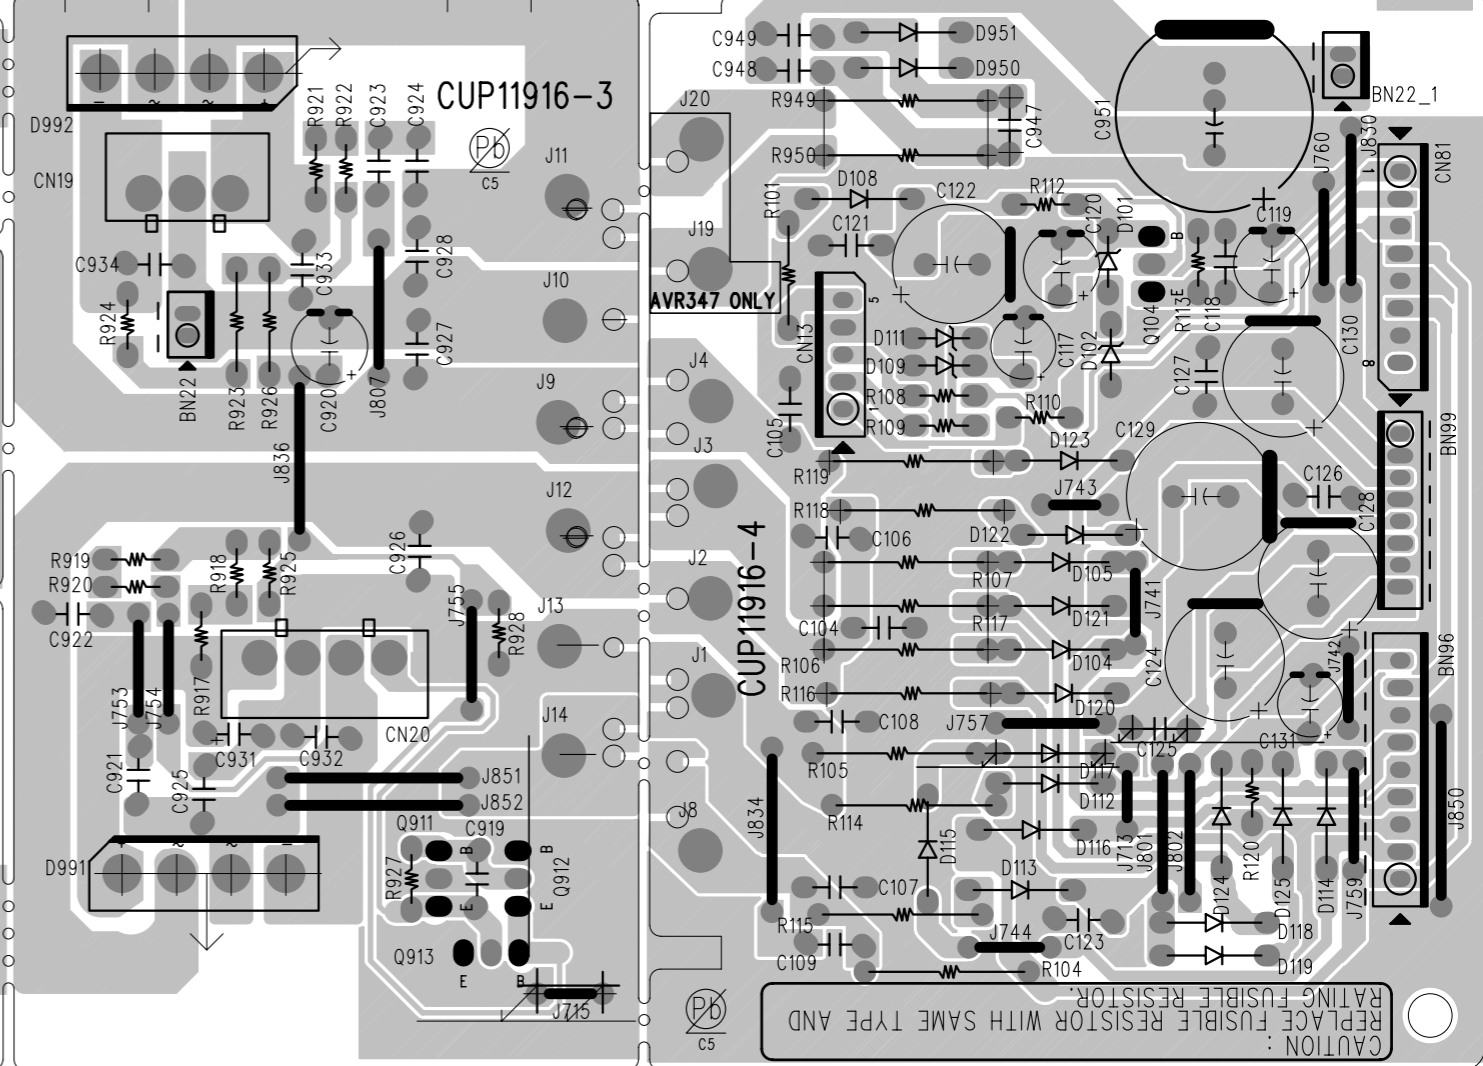 D992
R921
R922
C923
C924
CUP11916-3
Pb
C5
CN19
J11
C934
C933
C928
J10
R924
BN22
R923
R926
C920
J807
C927
J9
J836
J12
R919
R920
C922
R918
R925
C926
J755
R928
J13
J753
J754
R917
CN20
J14
C921
C925
C931
C932
J851
J852
D991
Q911
C919
R927
B
B
Q912
E
E
Q913
E
B
J715
C949
D951
C948
D950
J20
R949
C947
R950
C951
BN22_1
J760
J830
CN81
1
8
R101
D108
C122
R112
C120
D101
B
C119
C121
J19
AVR347 ONLY
CN13
5
1
D111
D109
R108
R109
C117
D102
Q104
E
R113
C118
C127
C130
J4
C105
R110
D123
C129
BN99
J3
R119
J743
C126
C128
R118
C106
D122
CUP11916-4
J2
R107
D105
J741
C104
R117
D121
R106
D104
C124
J742
BN96
J1
R116
D120
C108
J757
C125
C131
R105
D117
D112
J8
J834
R114
D115
D116
J713
J801
J802
D124
R120
D125
D114
J759
J850
D113
C107
R115
J744
C123
D118
C109
R104
D119
Pb
C5
CAUTION :
REPLACE FUSIBLE RESISTOR WITH SAME TYPE AND
RATING FUSIBLE RESISTOR.